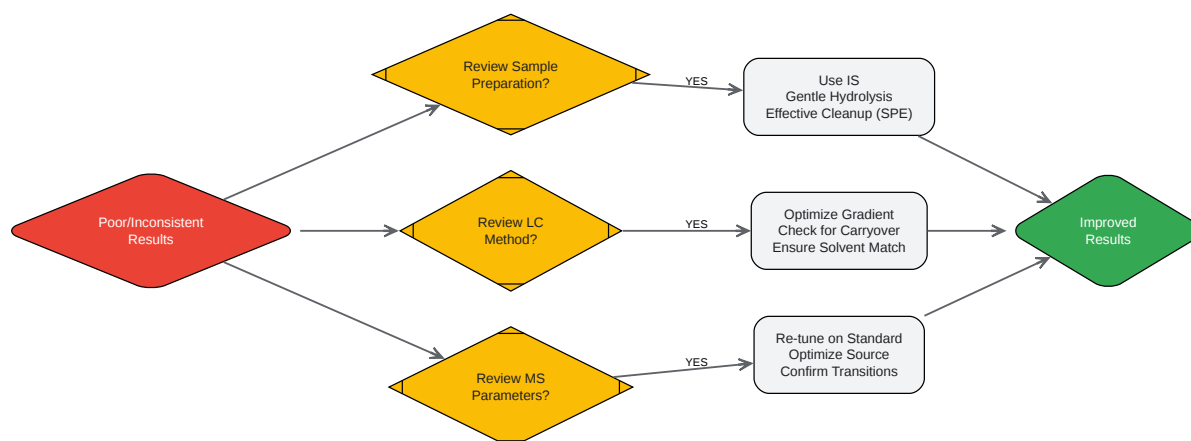 Poor/Inconsistent
Results
Review Sample
Preparation?
YES
Use IS
Gentle Hydrolysis
Effective Cleanup (SPE)
Review LC
Method?
YES
Optimize Gradient
Check for Carryover
Ensure Solvent Match
Review MS
Parameters?
YES
Re-tune on Standard
Optimize Source
Confirm Transitions
Improved
Results